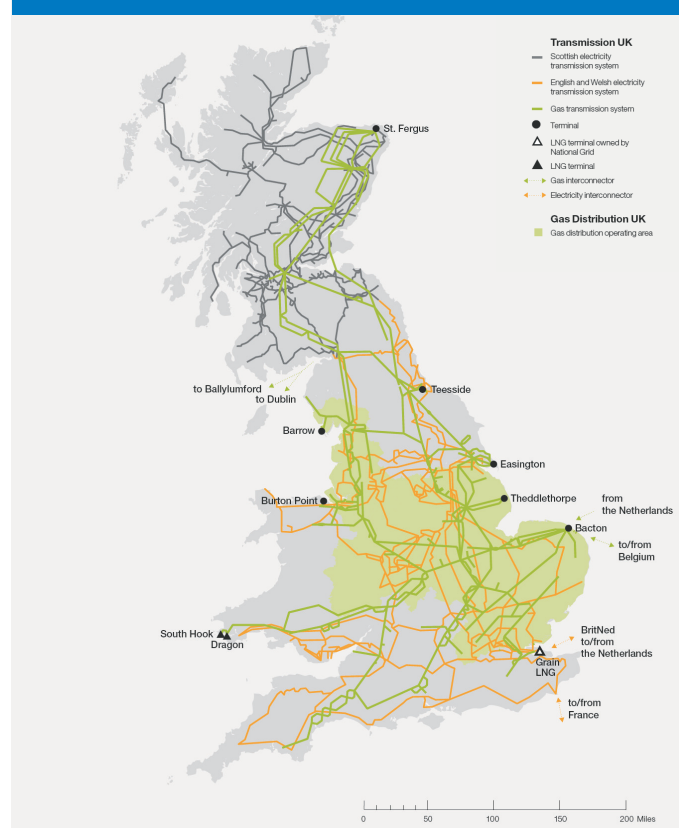 Transmission UK
Scottish electricity
transmission system
English and Welsh electricity
transmission system
Gas transmission system
Terminal
LNG terminal owned by
National Grid
LNG terminal
Gas interconnector
Electricity interconnector
Gas Distribution UK
Gas distribution operating area
St. Fergus
to Ballylumford
to Dublin
Teesside
Barrow
Easington
Burton Point
Theddlethorpe
from
the Netherlands
Bacton
to/from
Belgium
South Hook
Dragon
BritNed
to/from
the Netherlands
Grain
LNG
to/from
France
0 50 100 150 200 Miles